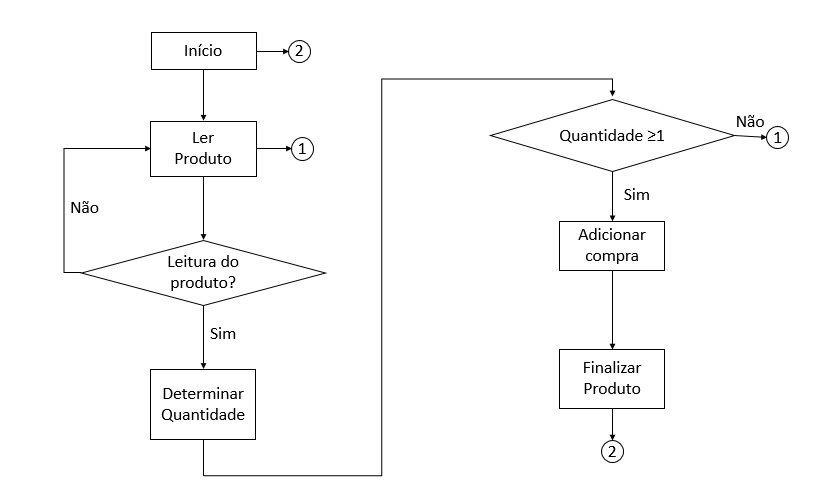 Início
2
Ler
Produto
1
Não
Leitura do
produto?
Sim
Determinar
Quantidade
Quantidade ≥1
Não
1
Sim
Adicionar
compra
Finalizar
Produto
2